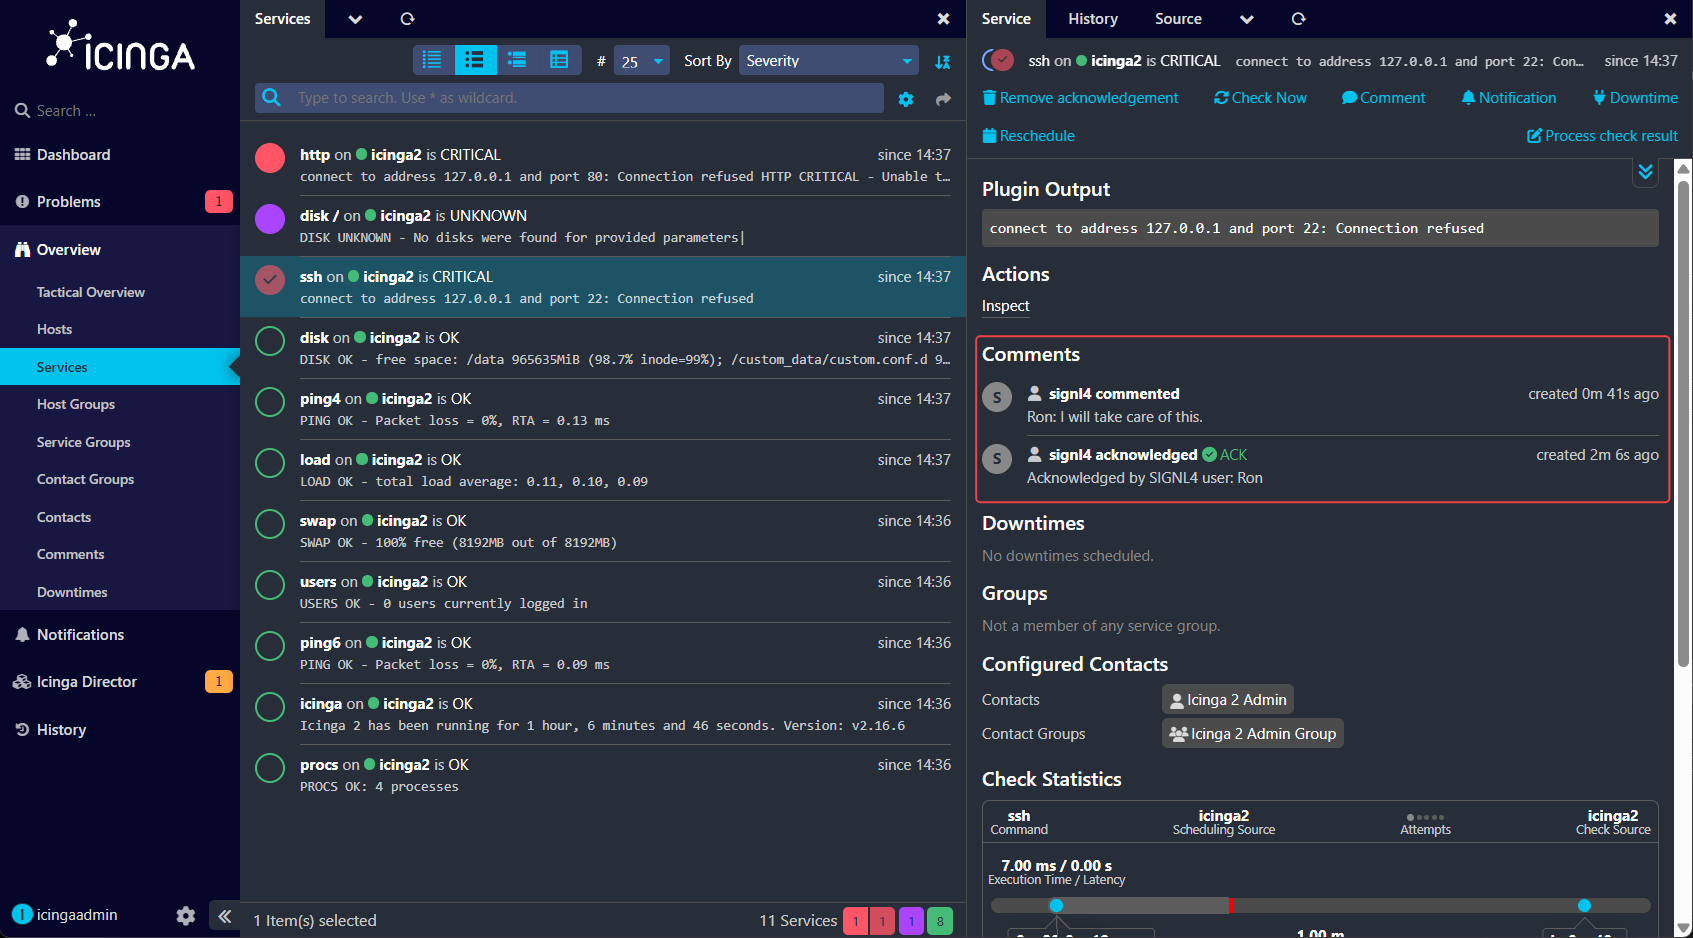 ICINGA
Search ...
Dashboard
Problems 1
Overview
Tactical Overview
Hosts
Services
Host Groups
Service Groups
Contact Groups
Contacts
Comments
Downtimes
Notifications
Icinga Director 1
History
icingaadmin
Services
# 25 Sort By Severity
Type to search. Use * as wildcard.
http on icinga2 is CRITICAL since 14:37
connect to address 127.0.0.1 and port 80: Connection refused HTTP CRITICAL - Unable t…
disk / on icinga2 is UNKNOWN
DISK UNKNOWN - No disks were found for provided parameters|
ssh on icinga2 is CRITICAL since 14:37
connect to address 127.0.0.1 and port 22: Connection refused
disk on icinga2 is OK since 14:37
DISK OK - free space: /data 965635MiB (98.7% inode=99%); /custom_data/custom.conf.d 9…
ping4 on icinga2 is OK since 14:37
PING OK - Packet loss = 0%, RTA = 0.13 ms
load on icinga2 is OK since 14:37
LOAD OK - total load average: 0.11, 0.10, 0.09
swap on icinga2 is OK since 14:36
SWAP OK - 100% free (8192MB out of 8192MB)
users on icinga2 is OK since 14:36
USERS OK - 0 users currently logged in
ping6 on icinga2 is OK since 14:36
PING OK - Packet loss = 0%, RTA = 0.09 ms
icinga on icinga2 is OK since 14:36
Icinga 2 has been running for 1 hour, 6 minutes and 46 seconds. Version: v2.16.6
procs on icinga2 is OK since 14:36
PROCS OK: 4 processes
1 Item(s) selected 11 Services 1 1 1 8
Service History Source
ssh on icinga2 is CRITICAL connect to address 127.0.0.1 and port 22: Con… since 14:37
Remove acknowledgement Check Now Comment Notification Downtime
Reschedule Process check result
Plugin Output
connect to address 127.0.0.1 and port 22: Connection refused
Actions
Inspect
Comments
S signl4 commented created 0m 41s ago
Ron: I will take care of this.
S signl4 acknowledged ACK created 2m 6s ago
Acknowledged by SIGNL4 user: Ron
Downtimes
No downtimes scheduled.
Groups
Not a member of any service group.
Configured Contacts
Contacts Icinga 2 Admin
Contact Groups Icinga 2 Admin Group
Check Statistics
ssh icinga2 icinga2
Command Scheduling Source Attempts Check Source
7.00 ms / 0.00 s
Execution Time / Latency
1.00 m